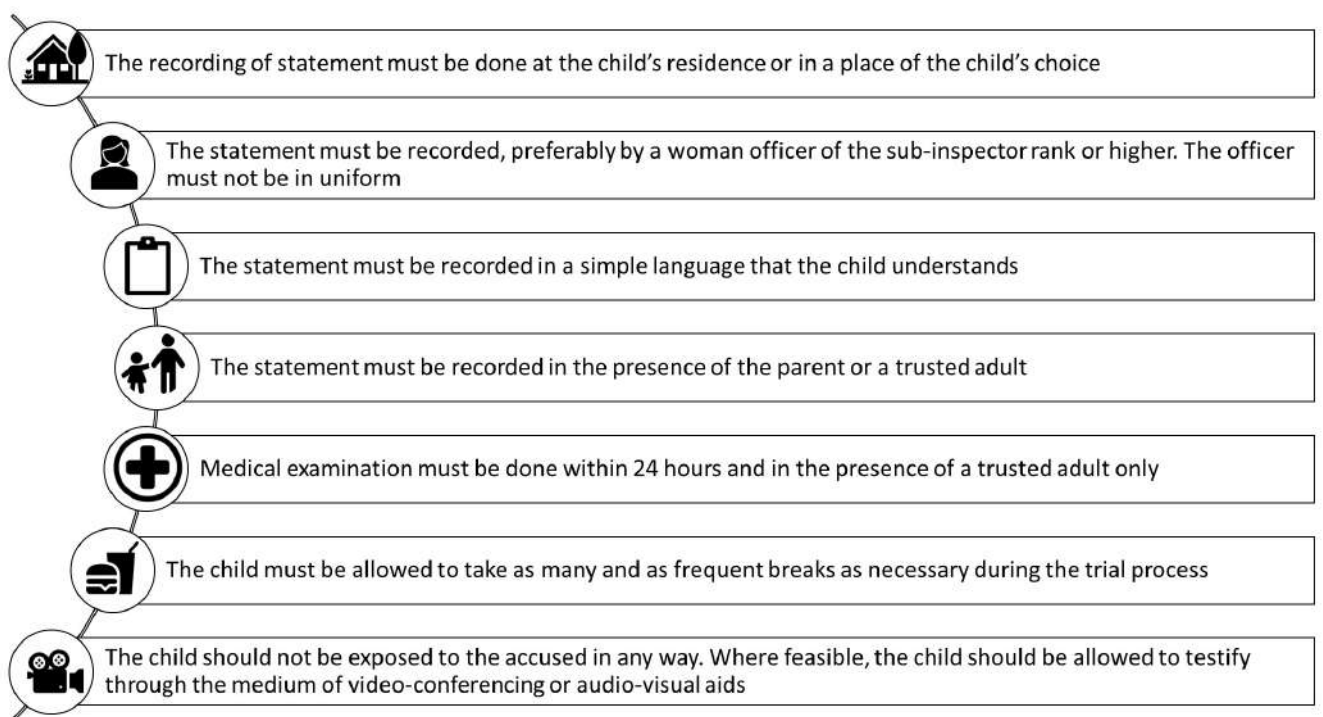 The recording of statement must be done at the child's residence or in a place of the child's choice
The statement must be recorded, preferably by a woman officer of the sub-inspector rank or higher. The officer
must not be in uniform
The statement must be recorded in a simple language that the child understands
The statement must be recorded in the presence of the parent or a trusted adult
Medical examination must be done within 24 hours and in the presence of a trusted adult only
The child must be allowed to take as many and as frequent breaks as necessary during the trial process
The child should not be exposed to the accused in any way. Where feasible, the child should be allowed to testify
through the medium of video-conferencing or audio-visual aids